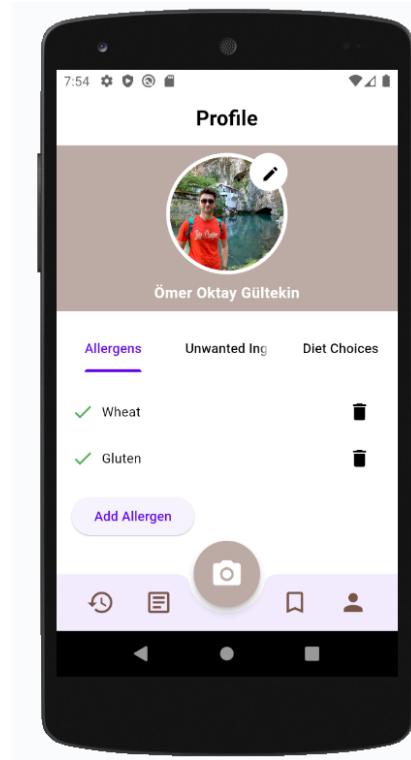 7:54
Profile
Ömer Oktay Gültekin
Allergens Unwanted Ing Diet Choices
Wheat
Gluten
Add Allergen